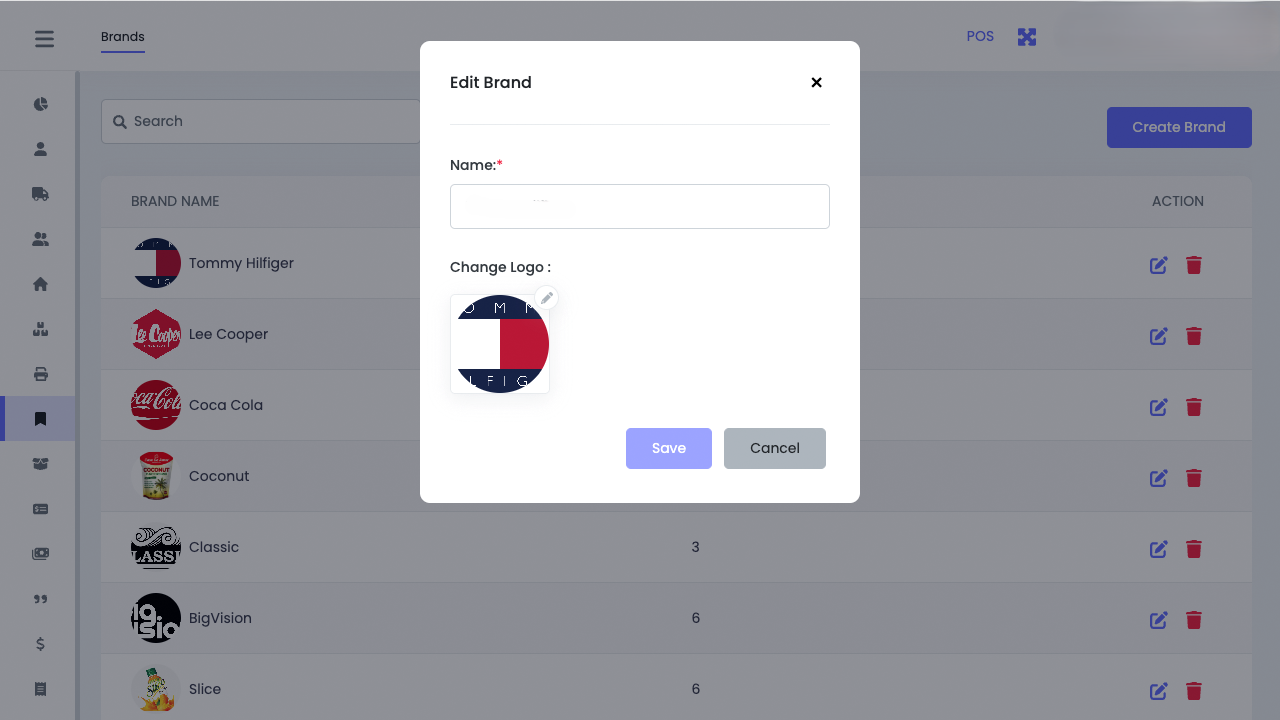 Brands
POS
Edit Brand
Search
Create Brand
Name:*
BRAND NAME
ACTION
Tommy Hilfiger
Change Logo :
O M M
L F I G
Lee Cooper
Coca Cola
Save
Cancel
COCONUT
Coconut
Classic
3
BigVision
6
Slice
6